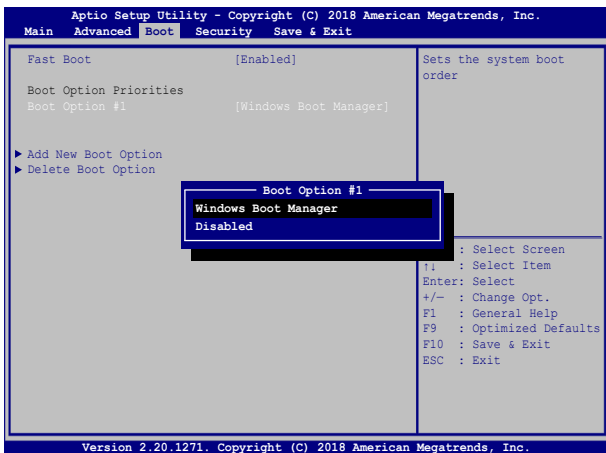 Aptio Setup Utility - Copyright (C) 2018 American Megatrends, Inc.
Main Advanced Boot Security Save & Exit
Fast Boot [Enabled]
Boot Option Priorities
Boot Option #1 [Windows Boot Manager]
Add New Boot Option
Delete Boot Option
Sets the system boot
order
Boot Option #1
Windows Boot Manager
Disabled
: Select Screen
↑↓ : Select Item
Enter: Select
+/— : Change Opt.
F1 : General Help
F9 : Optimized Defaults
F10 : Save & Exit
ESC : Exit
Version 2.20.1271. Copyright (C) 2018 American Megatrends, Inc.